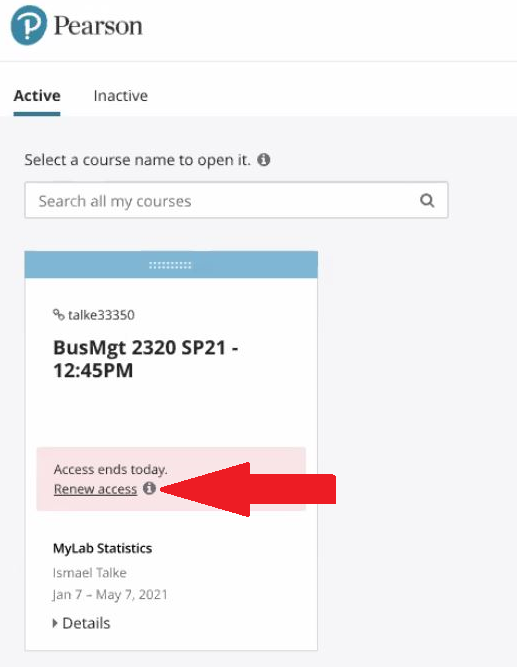 Pearson
Active Inactive
Select a course name to open it.
Search all my courses
talke33350
BusMgt 2320 SP21 -
12:45PM
Access ends today.
Renew access
MyLab Statistics
Ismael Talke
Jan 7 – May 7, 2021
Details